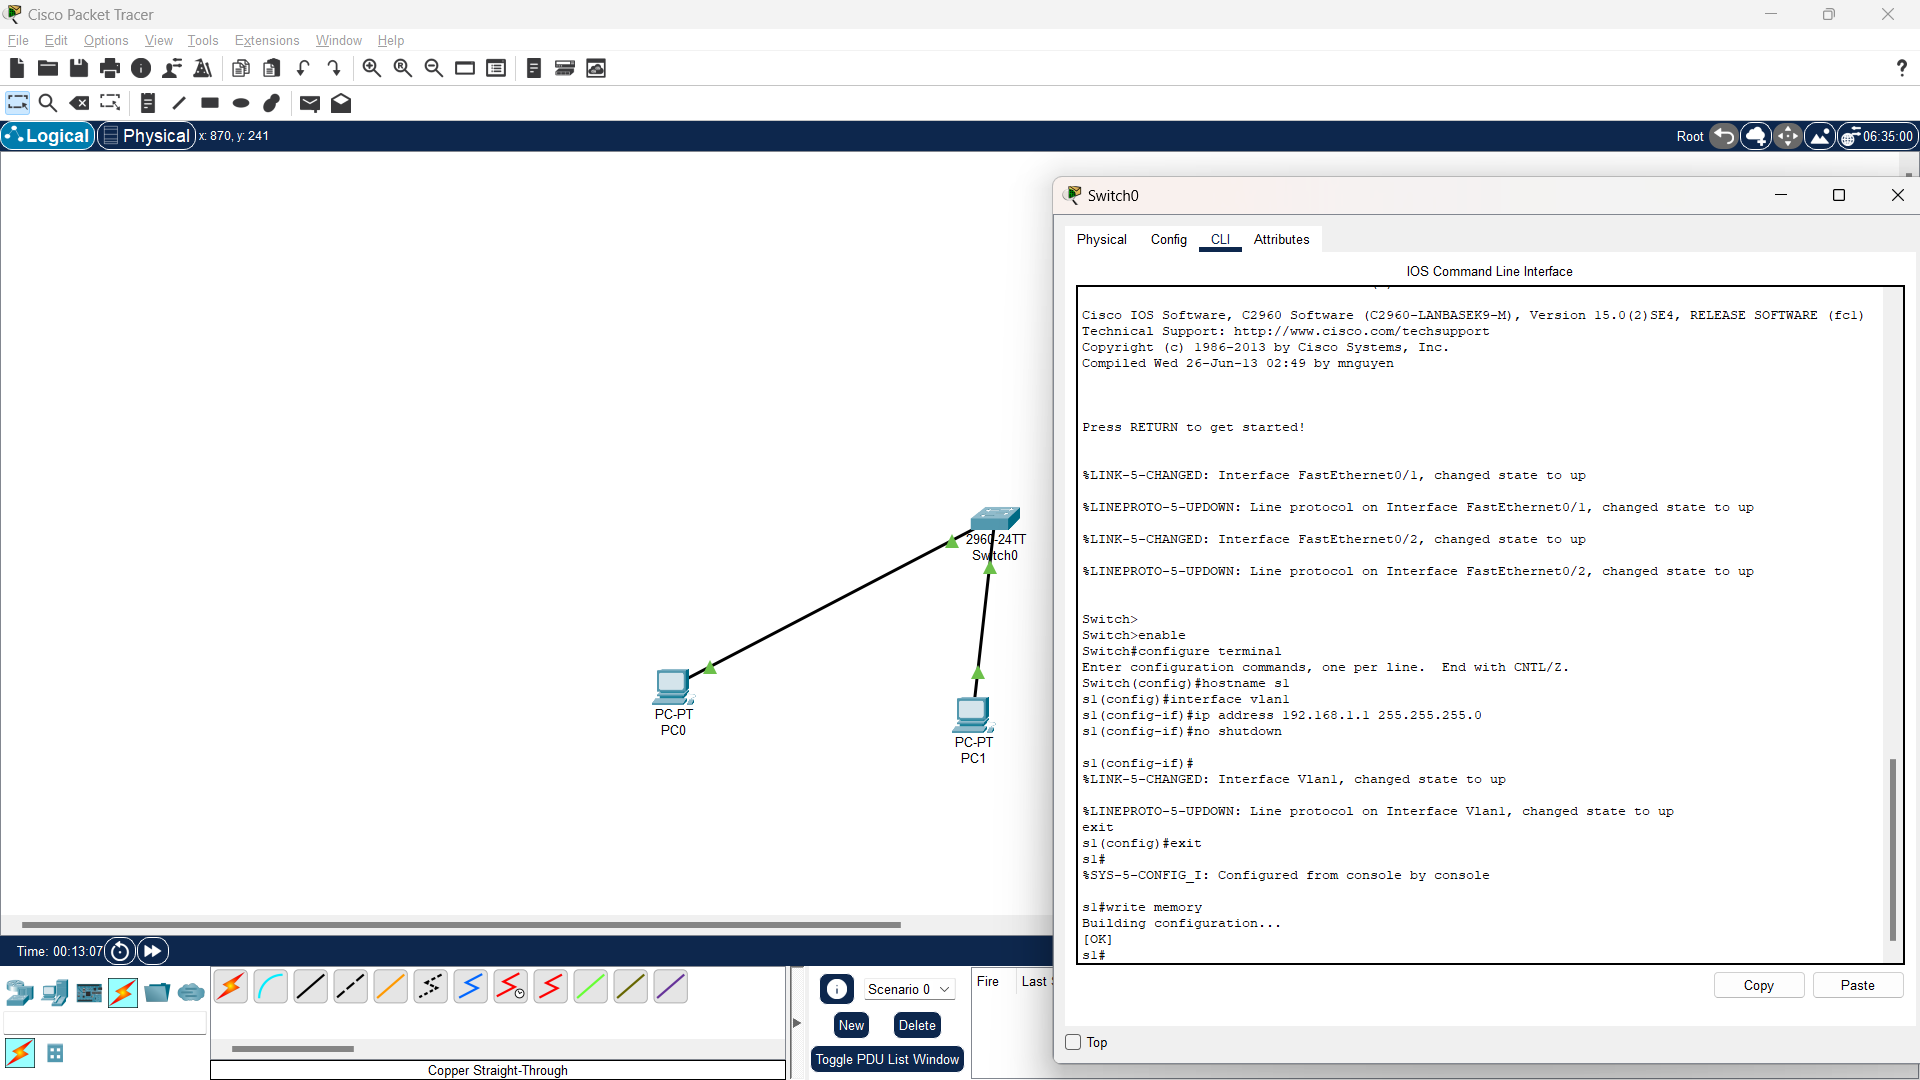 Cisco Packet Tracer
File Edit Options View Tools Extensions Window Help
?
Logical Physical x: 870, y: 241
Root 06:35:00
Switch0
Physical Config CLI Attributes
IOS Command Line Interface
Cisco IOS Software, C2960 Software (C2960-LANBASEK9-M), Version 15.0(2)SE4, RELEASE SOFTWARE (fc1)
Technical Support: http://www.cisco.com/techsupport
Copyright (c) 1986-2013 by Cisco Systems, Inc.
Compiled Wed 26-Jun-13 02:49 by mnguyen
Press RETURN to get started!
%LINK-5-CHANGED: Interface FastEthernet0/1, changed state to up
%LINEPROTO-5-UPDOWN: Line protocol on Interface FastEthernet0/1, changed state to up
%LINK-5-CHANGED: Interface FastEthernet0/2, changed state to up
%LINEPROTO-5-UPDOWN: Line protocol on Interface FastEthernet0/2, changed state to up
Switch>
Switch>enable
Switch#configure terminal
Enter configuration commands, one per line.  End with CNTL/Z.
Switch(config)#hostname s1
s1(config)#interface vlan1
s1(config-if)#ip address 192.168.1.1 255.255.255.0
s1(config-if)#no shutdown
s1(config-if)#
%LINK-5-CHANGED: Interface Vlan1, changed state to up
%LINEPROTO-5-UPDOWN: Line protocol on Interface Vlan1, changed state to up
exit
s1(config)#exit
s1#
%SYS-5-CONFIG_I: Configured from console by console
s1#write memory
Building configuration...
[OK]
s1#
Copy Paste
Top
2960-24TT
Switch0
PC-PT
PC0
PC-PT
PC1
Time: 00:13:07
Scenario 0
New Delete
Toggle PDU List Window
Fire Last
Copper Straight-Through